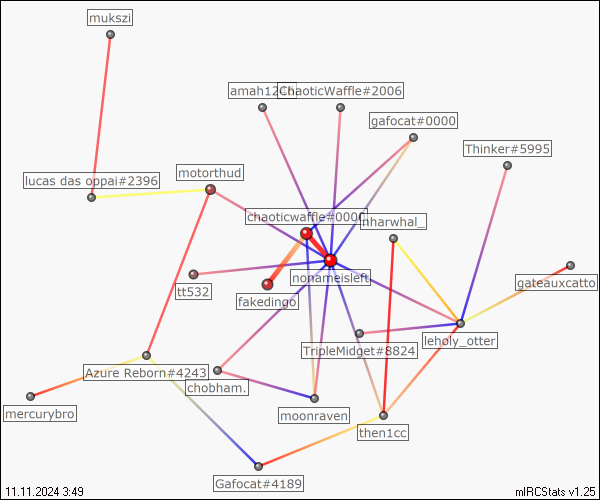 mukszi
amah12
ChaoticWaffle#2006
gafocat#0000
Thinker#5995
motorthud
lucas das oppai#2396
chaoticwaffle#000
nharwhal_
nonameisleft
gateauxcatto
tt532
fakedingo
leholy_otter
TripleMidget#8824
Azure Reborn#4243
chobham.
mercurybro
moonraven
then1cc
Gafocat#4189
11.11.2024 3:49
mIRCStats v1.25